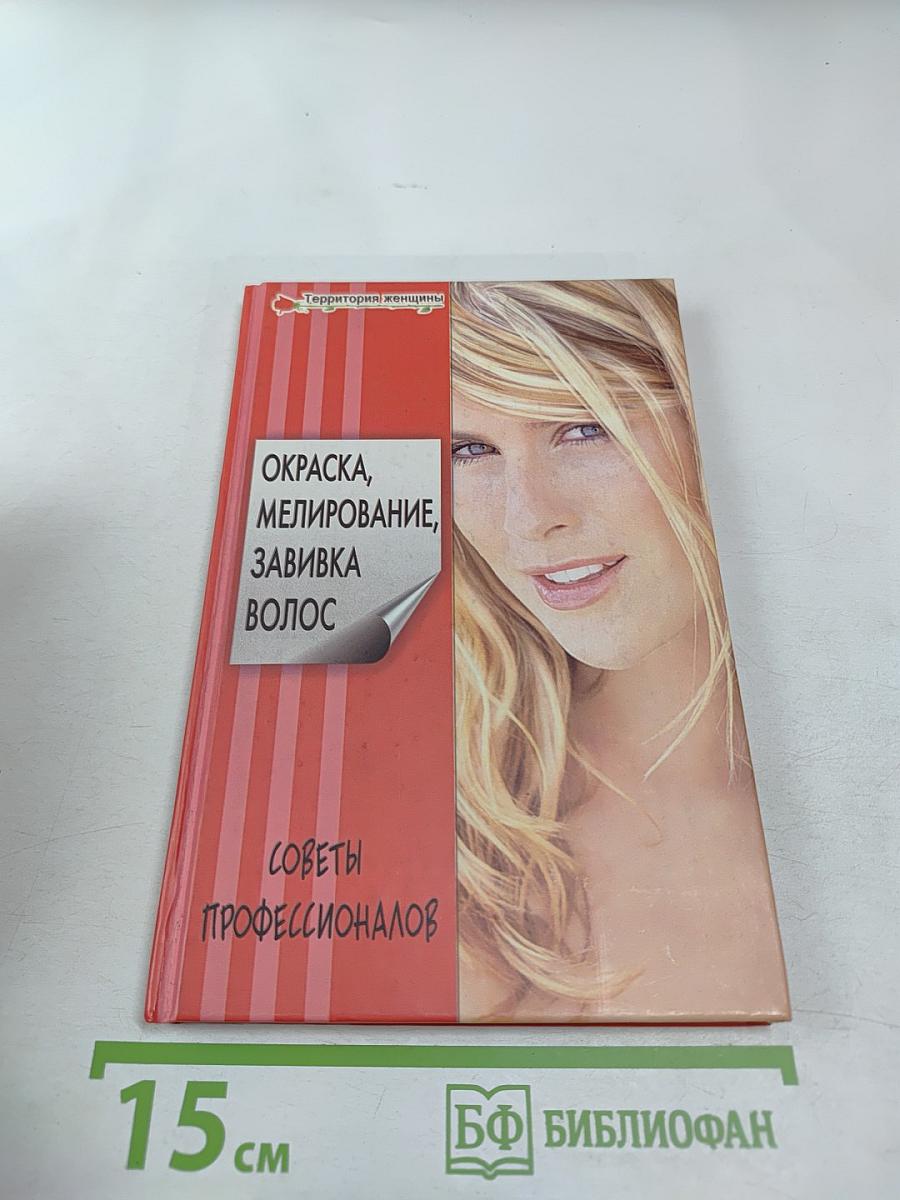 Территория женщины
ОКРАСКА,
МЕЛИРОВАНИЕ,
ЗАВИВКА
ВОЛОС
СОВЕТЫ
ПРОФЕССИОНАЛОВ
15 см
БФ БИБЛИОФАН